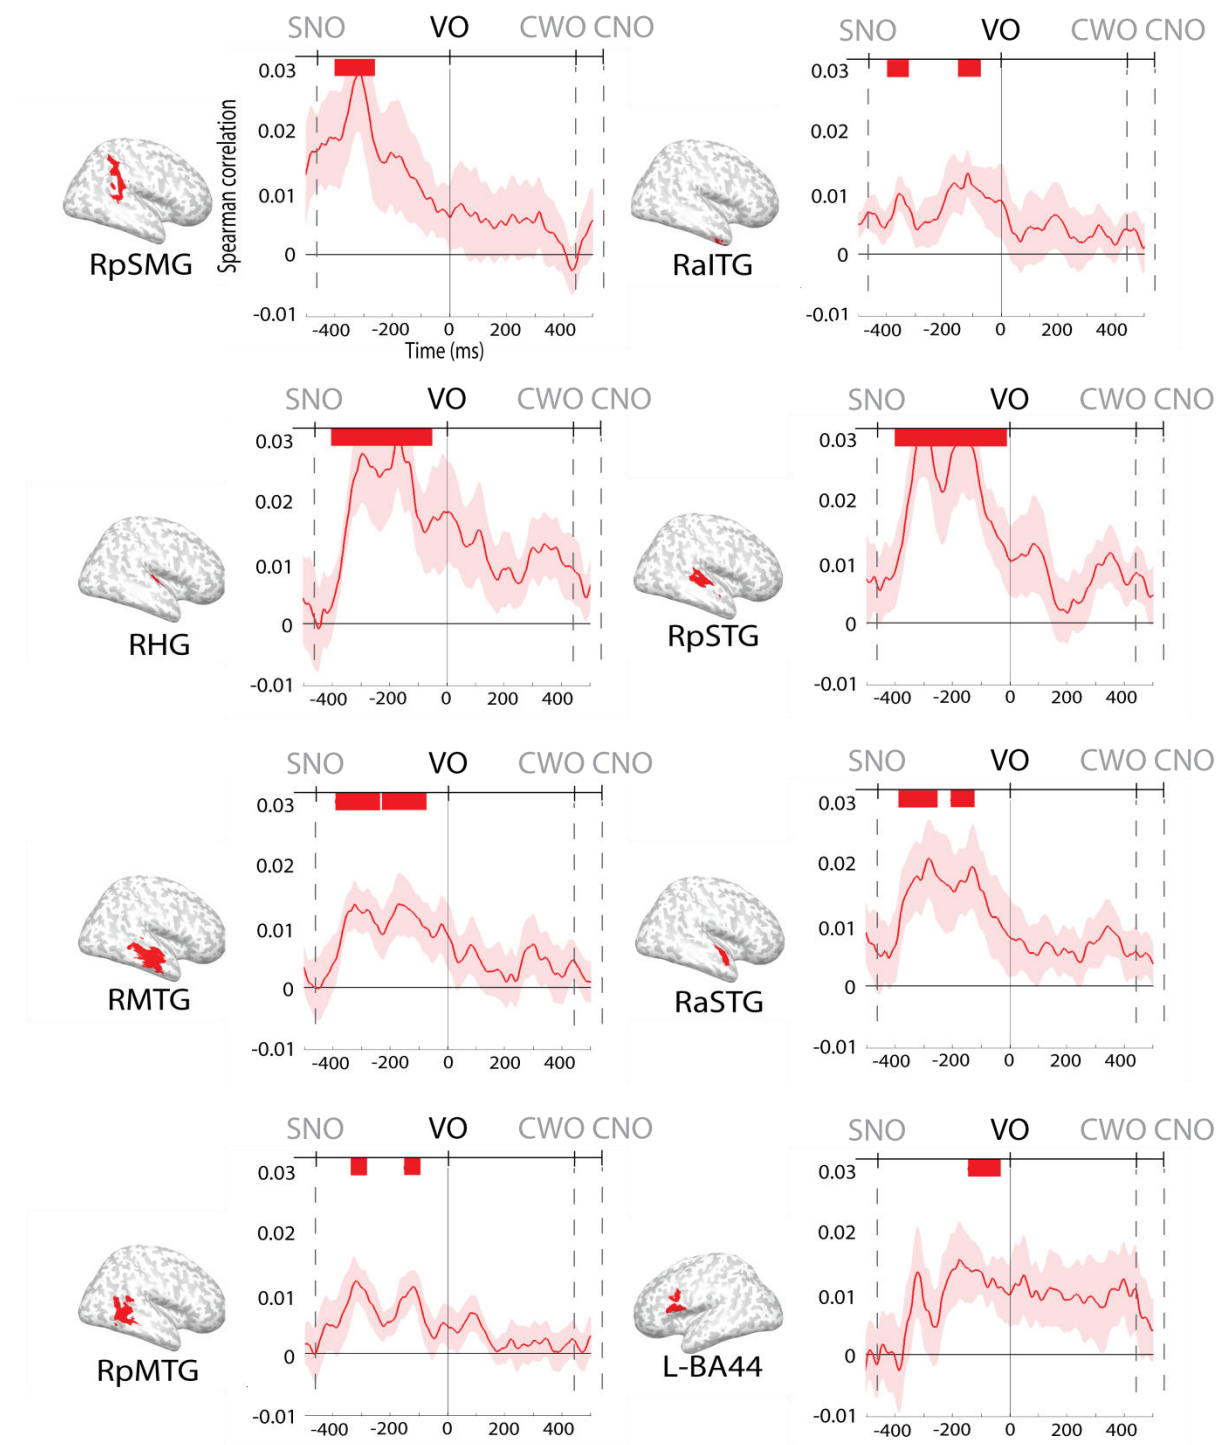 SNO VO CWO CNO SNO VO CWO CNO
0.03 0.03
Spearman correlation
0.02 0.02
0.01 0.01
0 0
RpSMG RaITG
-0.01 -0.01
-400 -200 0 200 400 -400 -200 0 200 400
Time (ms)
SNO VO CWO CNO SNO VO CWO CNO
0.03 0.03
0.02 0.02
0.01 0.01
0 0
RHG RpSTG
-0.01 -0.01
-400 -200 0 200 400 -400 -200 0 200 400
SNO VO CWO CNO SNO VO CWO CNO
0.03 0.03
0.02 0.02
0.01 0.01
0 0
RMTG RaSTG
-0.01 -0.01
-400 -200 0 200 400 -400 -200 0 200 400
SNO VO CWO CNO SNO VO CWO CNO
0.03 0.03
0.02 0.02
0.01 0.01
0 0
RpMTG L-BA44
-0.01 -0.01
-400 -200 0 200 400 -400 -200 0 200 400